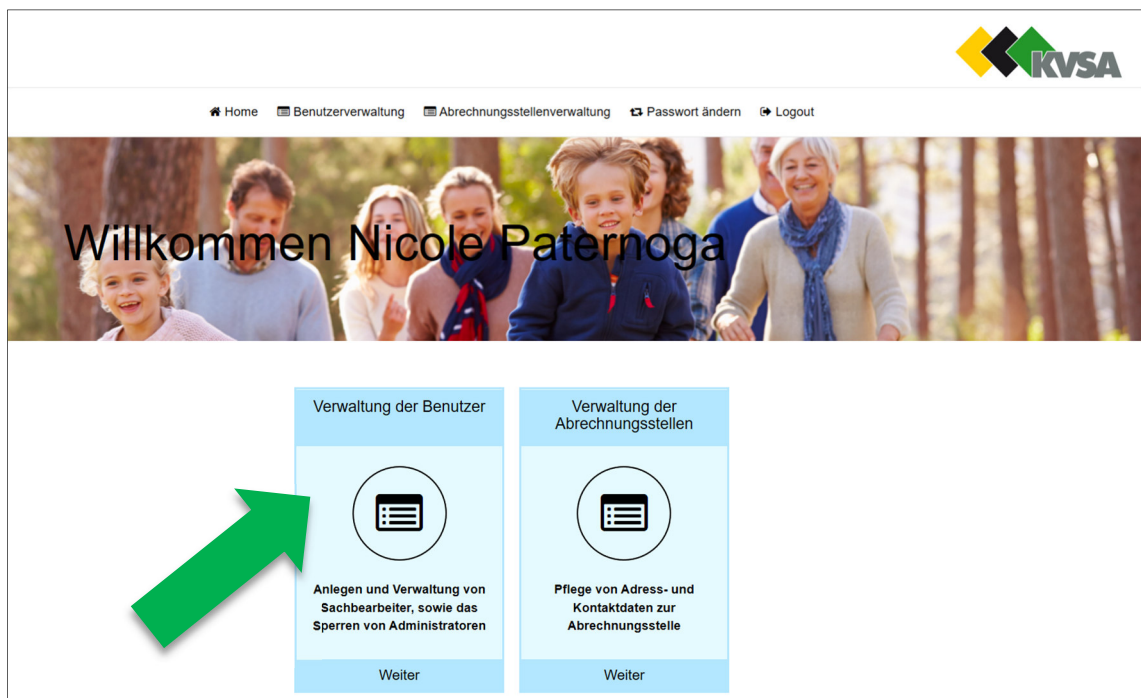 KVSA
Home Benutzerverwaltung Abrechnungsstellenverwaltung Passwort ändern Logout
Willkommen Nicole Paternoga
Verwaltung der Benutzer
Anlegen und Verwaltung von
Sachbearbeiter, sowie das
Sperren von Administratoren
Weiter
Verwaltung der
Abrechnungsstellen
Pflege von Adress- und
Kontaktdaten zur
Abrechnungsstelle
Weiter